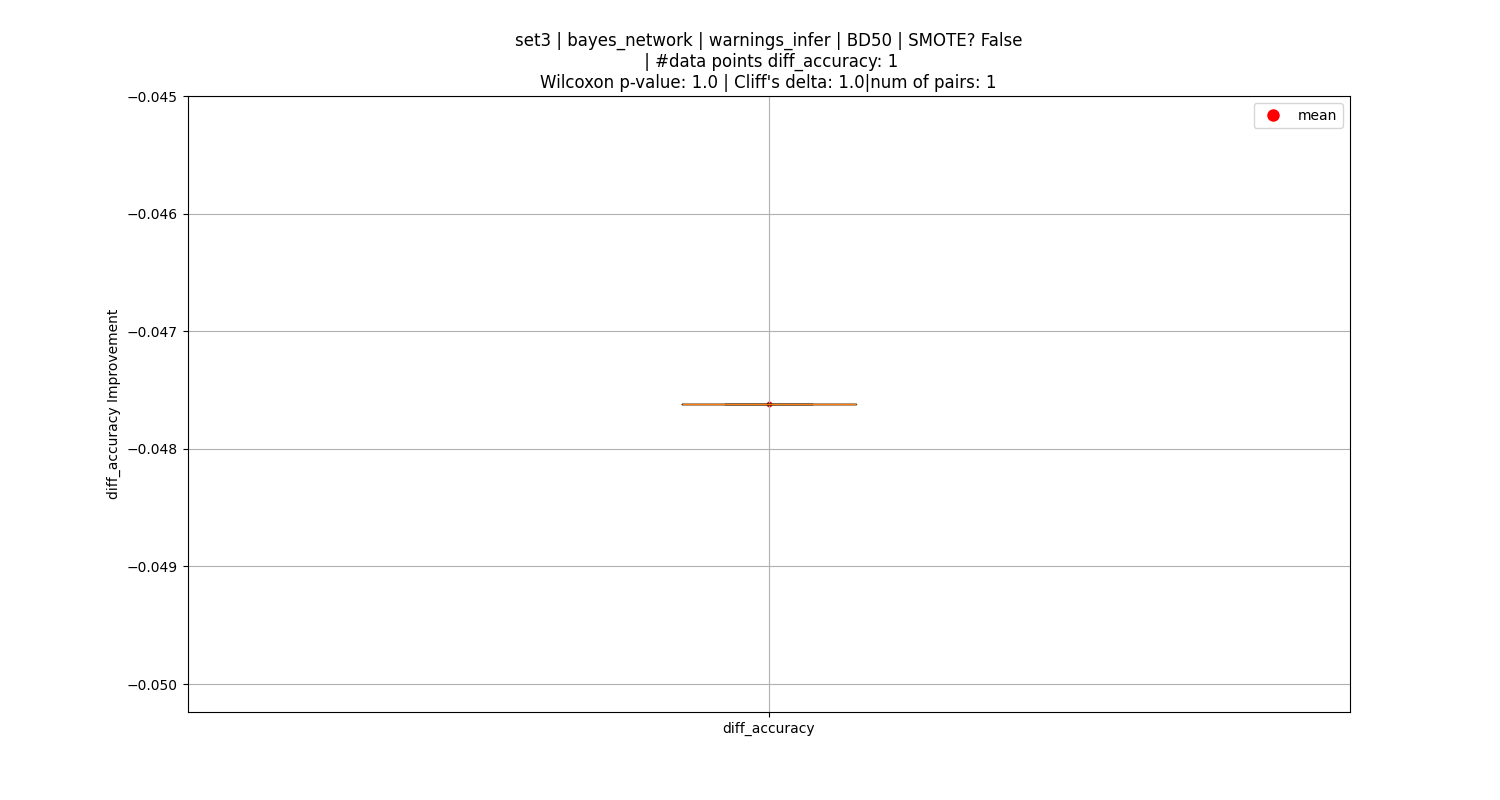 set3 | bayes_network | warnings_infer | BD50 | SMOTE? False
| #data points diff_accuracy: 1
Wilcoxon p-value: 1.0 | Cliff's delta: 1.0|num of pairs: 1
mean
−0.045
−0.046
−0.047
−0.048
−0.049
−0.050
diff_accuracy Improvement
diff_accuracy